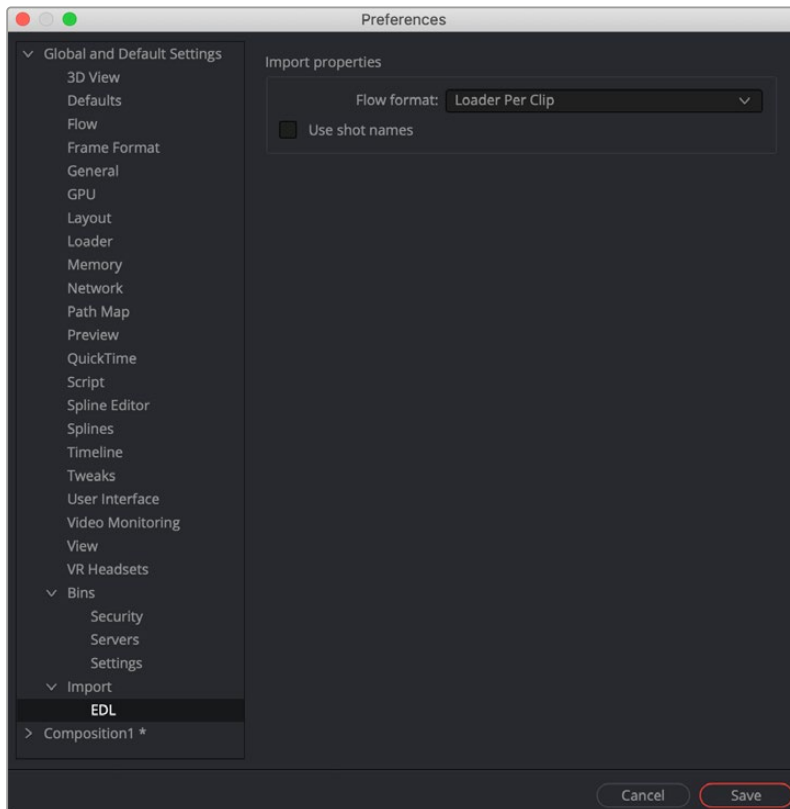 Preferences
Global and Default Settings
3D View
Defaults
Flow
Frame Format
General
GPU
Layout
Loader
Memory
Network
Path Map
Preview
QuickTime
Script
Spline Editor
Splines
Timeline
Tweaks
User Interface
Video Monitoring
View
VR Headsets
Bins
Security
Servers
Settings
Import
EDL
Composition1 *
Import properties
Flow format: Loader Per Clip
Use shot names
Cancel Save